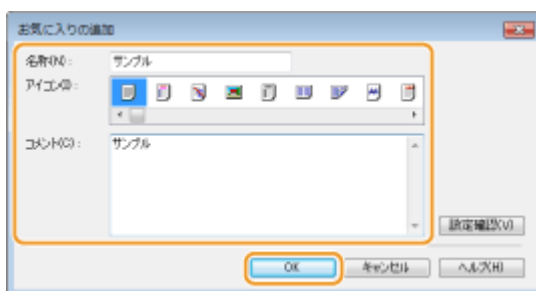 お気に入りの追加
名称(N): サンプル
アイコン(I):
コメント(C): サンプル
設定確認(V)
OK キャンセル ヘルプ(H)